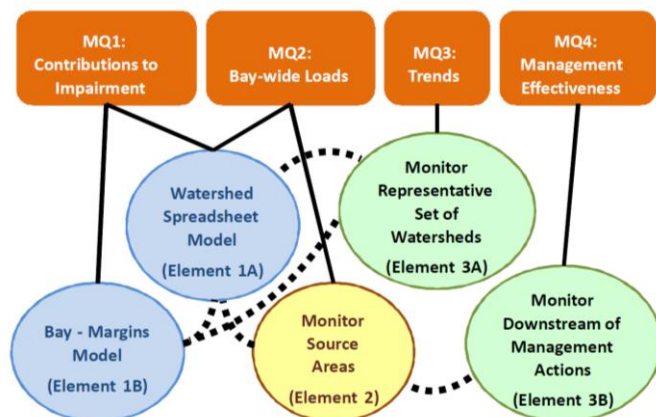 MQ1:
Contributions to
Impairment
MQ2:
Bay-wide Loads
MQ3:
Trends
MQ4:
Management
Effectiveness
Watershed
Spreadsheet
Model
(Element 1A)
Monitor
Representative
Set of
Watersheds
(Element 3A)
Bay - Margins
Model
(Element 1B)
Monitor
Source
Areas
(Element 2)
Monitor
Downstream of
Management
Actions
(Element 3B)